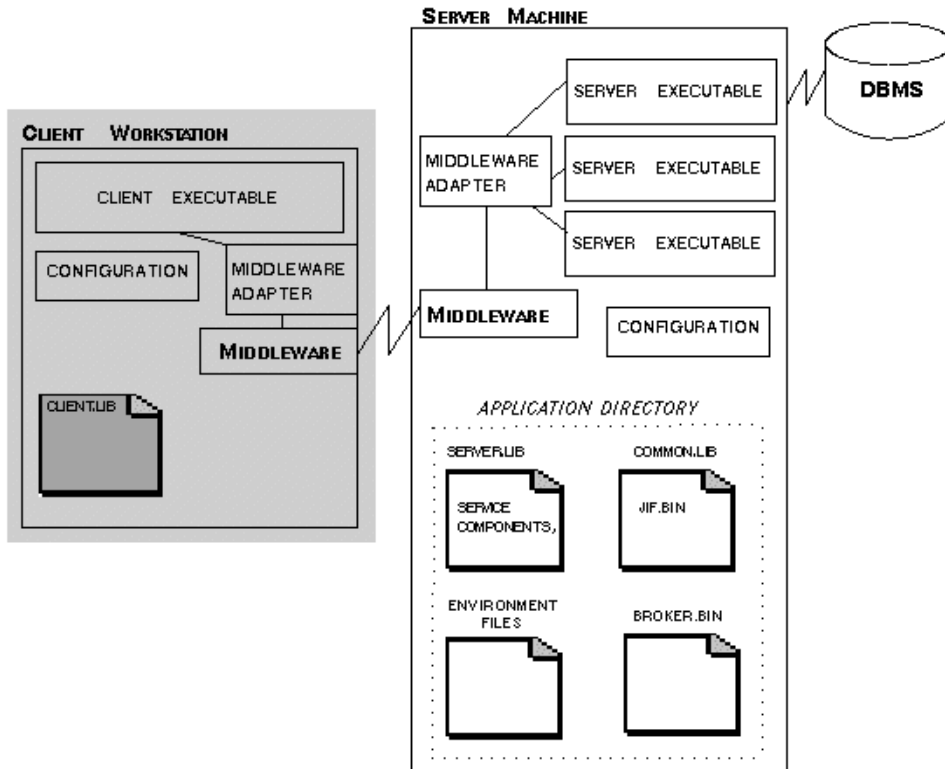 SERVER MACHINE
SERVER EXECUTABLE
DBMS
MIDDLEWARE
ADAPTER
SERVER EXECUTABLE
SERVER EXECUTABLE
CLIENT WORKSTATION
CLIENT EXECUTABLE
CONFIGURATION
MIDDLEWARE
ADAPTER
MIDDLEWARE
MIDDLEWARE
CONFIGURATION
CLIENT.LIB
APPLICATION DIRECTORY
SERVER.LIB
SERVICE
COMPONENTS,
COMMON.LIB
JIF.BIN
ENVIRONMENT
FILES
BROKER.BIN